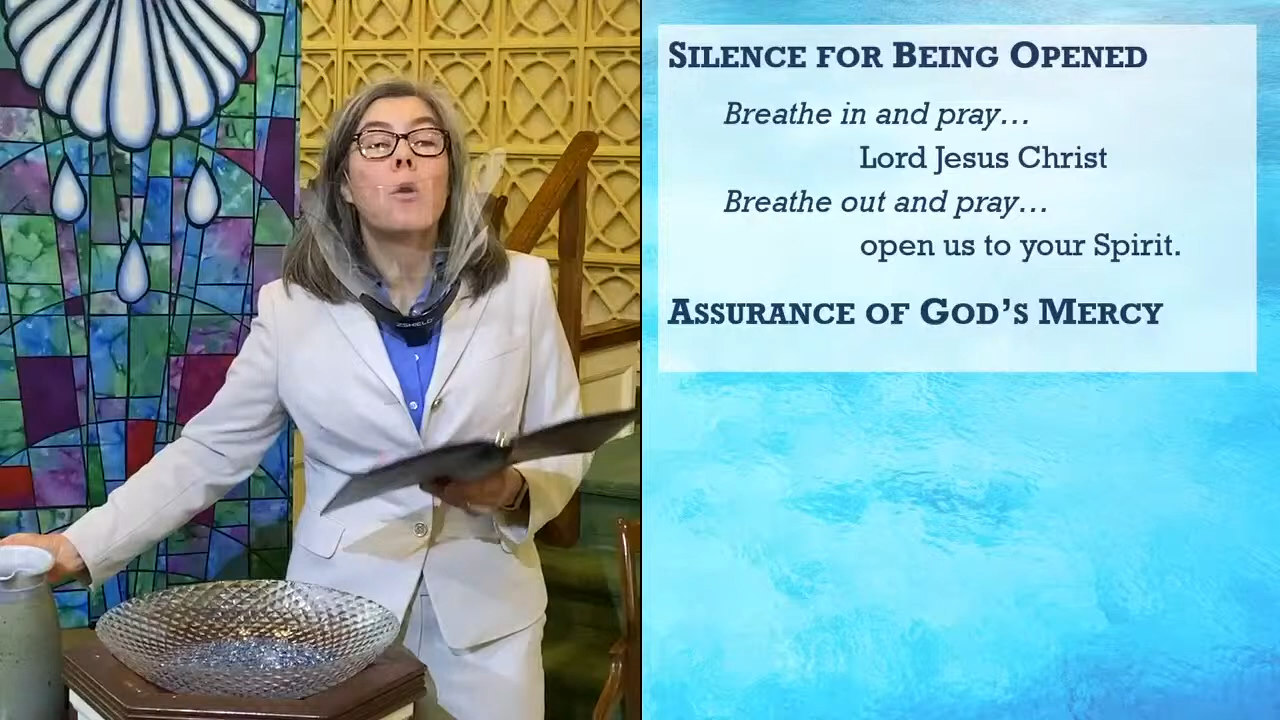 SILENCE FOR BEING OPENED
Breathe in and pray…
Lord Jesus Christ
Breathe out and pray…
open us to your Spirit.
ASSURANCE OF GOD’S MERCY
ZSHIELD